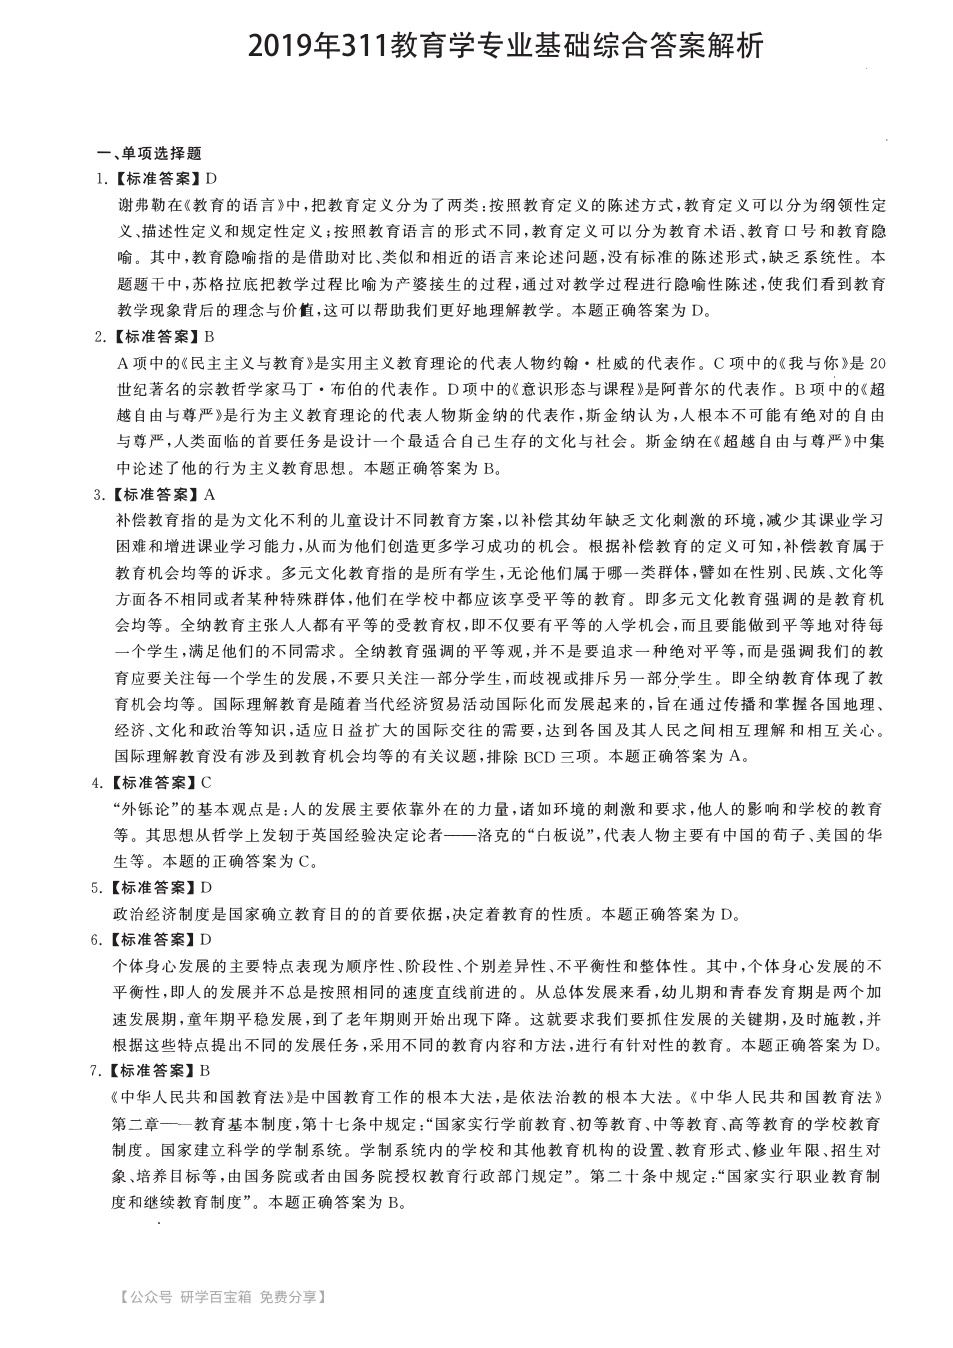 2019年311教育学专业基础综合答案解析
一、单项选择题
1.【标准答案】D
谢弗勒在《教育的语言》中,把教育定义分为了两类:按照教育定义的陈述方式,教育定义可以分为纲领性定
义、描述性定义和规定性定义;按照教育语言的形式不同,教育定义可以分为教育术语、教育口号和教育隐
喻。其中,教育隐喻指的是借助对比、类似和相近的语言来论述问题,没有标准的陈述形式,缺乏系统性。本
题题干中,苏格拉底把教学过程比喻为产婆接生的过程,通过对教学过程进行隐喻性陈述,使我们看到教育
教学现象背后的理念与价值,这可以帮助我们更好地理解教学。本题正确答案为 D。
2.【标准答案】B
A 项中的《民主主义与教育》是实用主义教育理论的代表人物约翰·杜威的代表作。C 项中的《我与你》是 20
世纪著名的宗教哲学家马丁·布伯的代表作。D 项中的《意识形态与课程》是阿普尔的代表作。B 项中的《超
越自由与尊严》是行为主义教育理论的代表人物斯金纳的代表作,斯金纳认为,人根本不可能有绝对的自由
与尊严,人类面临的首要任务是设计一个最适合自己生存的文化与社会。斯金纳在《超越自由与尊严》中集
中论述了他的行为主义教育思想。本题正确答案为 B。
3.【标准答案】A
补偿教育指的是为文化不利的儿童设计不同教育方案,以补偿其幼年缺乏文化刺激的环境,减少其课业学习
困难和增进课业学习能力,从而为他们创造更多学习成功的机会。根据补偿教育的定义可知,补偿教育属于
教育机会均等的诉求。多元文化教育指的是所有学生,无论他们属于哪一类群体,譬如在性别、民族、文化等
方面各不相同或者某种特殊群体,他们在学校中都应该享受平等的教育。即多元文化教育强调的是教育机
会均等。全纳教育主张人人都有平等的受教育权,即不仅要有平等的入学机会,而且要能做到平等地对待每
一个学生,满足他们的不同需求。全纳教育强调的平等观,并不是要追求一种绝对平等,而是强调我们的教
育应要关注每一个学生的发展,不要只关注一部分学生,而歧视或排斥另一部分学生。即全纳教育体现了教
育机会均等。国际理解教育是随着当代经济贸易活动国际化而发展起来的,旨在通过传播和掌握各国地理、
经济、文化和政治等知识,适应日益扩大的国际交往的需要,达到各国及其人民之间相互理解和相互关心。
国际理解教育没有涉及到教育机会均等的有关议题,排除 BCD 三项。本题正确答案为 A。
4.【标准答案】C
“外铄论”的基本观点是:人的发展主要依靠外在的力量,诸如环境的刺激和要求,他人的影响和学校的教育
等。其思想从哲学上发轫于英国经验决定论者——洛克的“白板说”,代表人物主要有中国的荀子、美国的华
生等。本题的正确答案为 C。
5.【标准答案】D
政治经济制度是国家确立教育目的的首要依据,决定着教育的性质。本题正确答案为 D。
6.【标准答案】D
个体身心发展的主要特点表现为顺序性、阶段性、个别差异性、不平衡性和整体性。其中,个体身心发展的不
平衡性,即人的发展并不总是按照相同的速度直线前进的。从总体发展来看,幼儿期和青春发育期是两个加
速发展期,童年期平稳发展,到了老年期则开始出现下降。这就要求我们要抓住发展的关键期,及时施教,并
根据这些特点提出不同的发展任务,采用不同的教育内容和方法,进行有针对性的教育。本题正确答案为 D。
7.【标准答案】B
《中华人民共和国教育法》是中国教育工作的根本大法,是依法治教的根本大法。《中华人民共和国教育法》
第二章——教育基本制度,第十七条中规定:“国家实行学前教育、初等教育、中等教育、高等教育的学校教育
制度。国家建立科学的学制系统。学制系统内的学校和其他教育机构的设置、教育形式、修业年限、招生对
象、培养目标等,由国务院或者由国务院授权教育行政部门规定”。第二十条中规定:“国家实行职业教育制
度和继续教育制度”。本题正确答案为 B。
【公众号 研学百宝箱 免费分享】